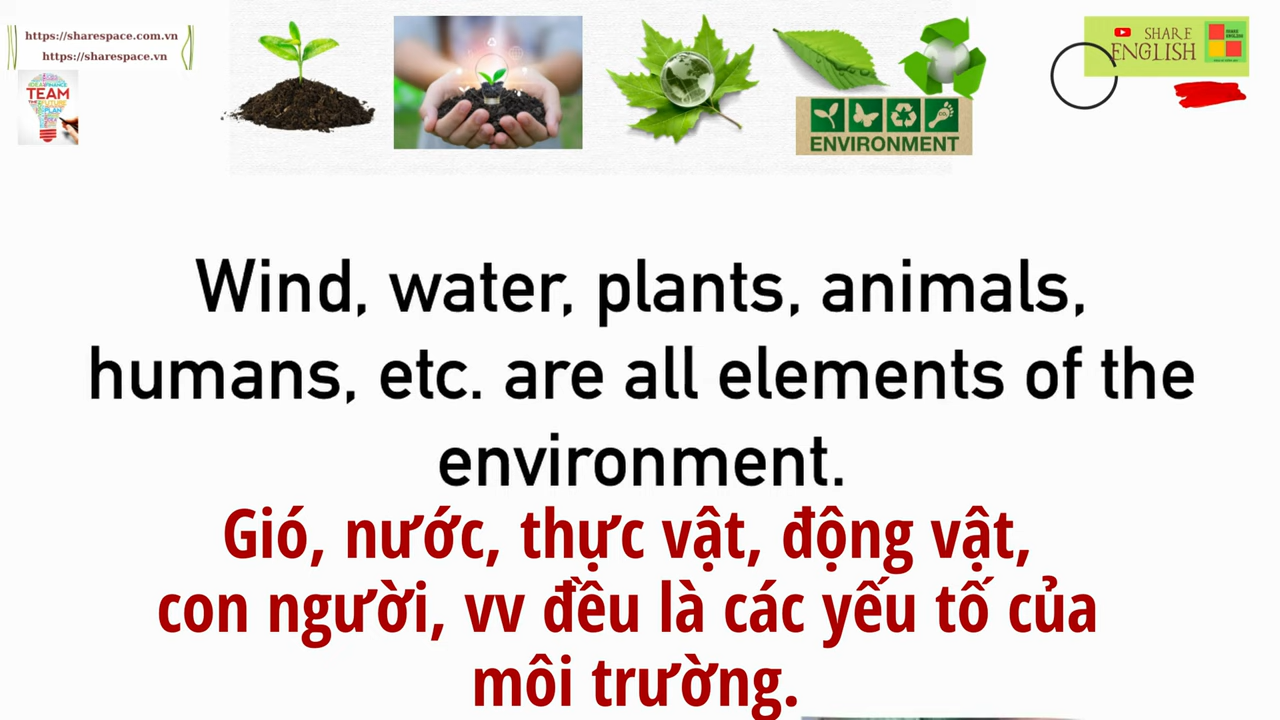 https://sharespace.com.vn
https://sharespace.vn
TEAM
PLAN
SHARE
ENGLISH
ENVIRONMENT
Wind, water, plants, animals,
humans, etc. are all elements of the
environment.
Gió, nước, thực vật, động vật,
con người, vv đều là các yếu tố của
môi trường.